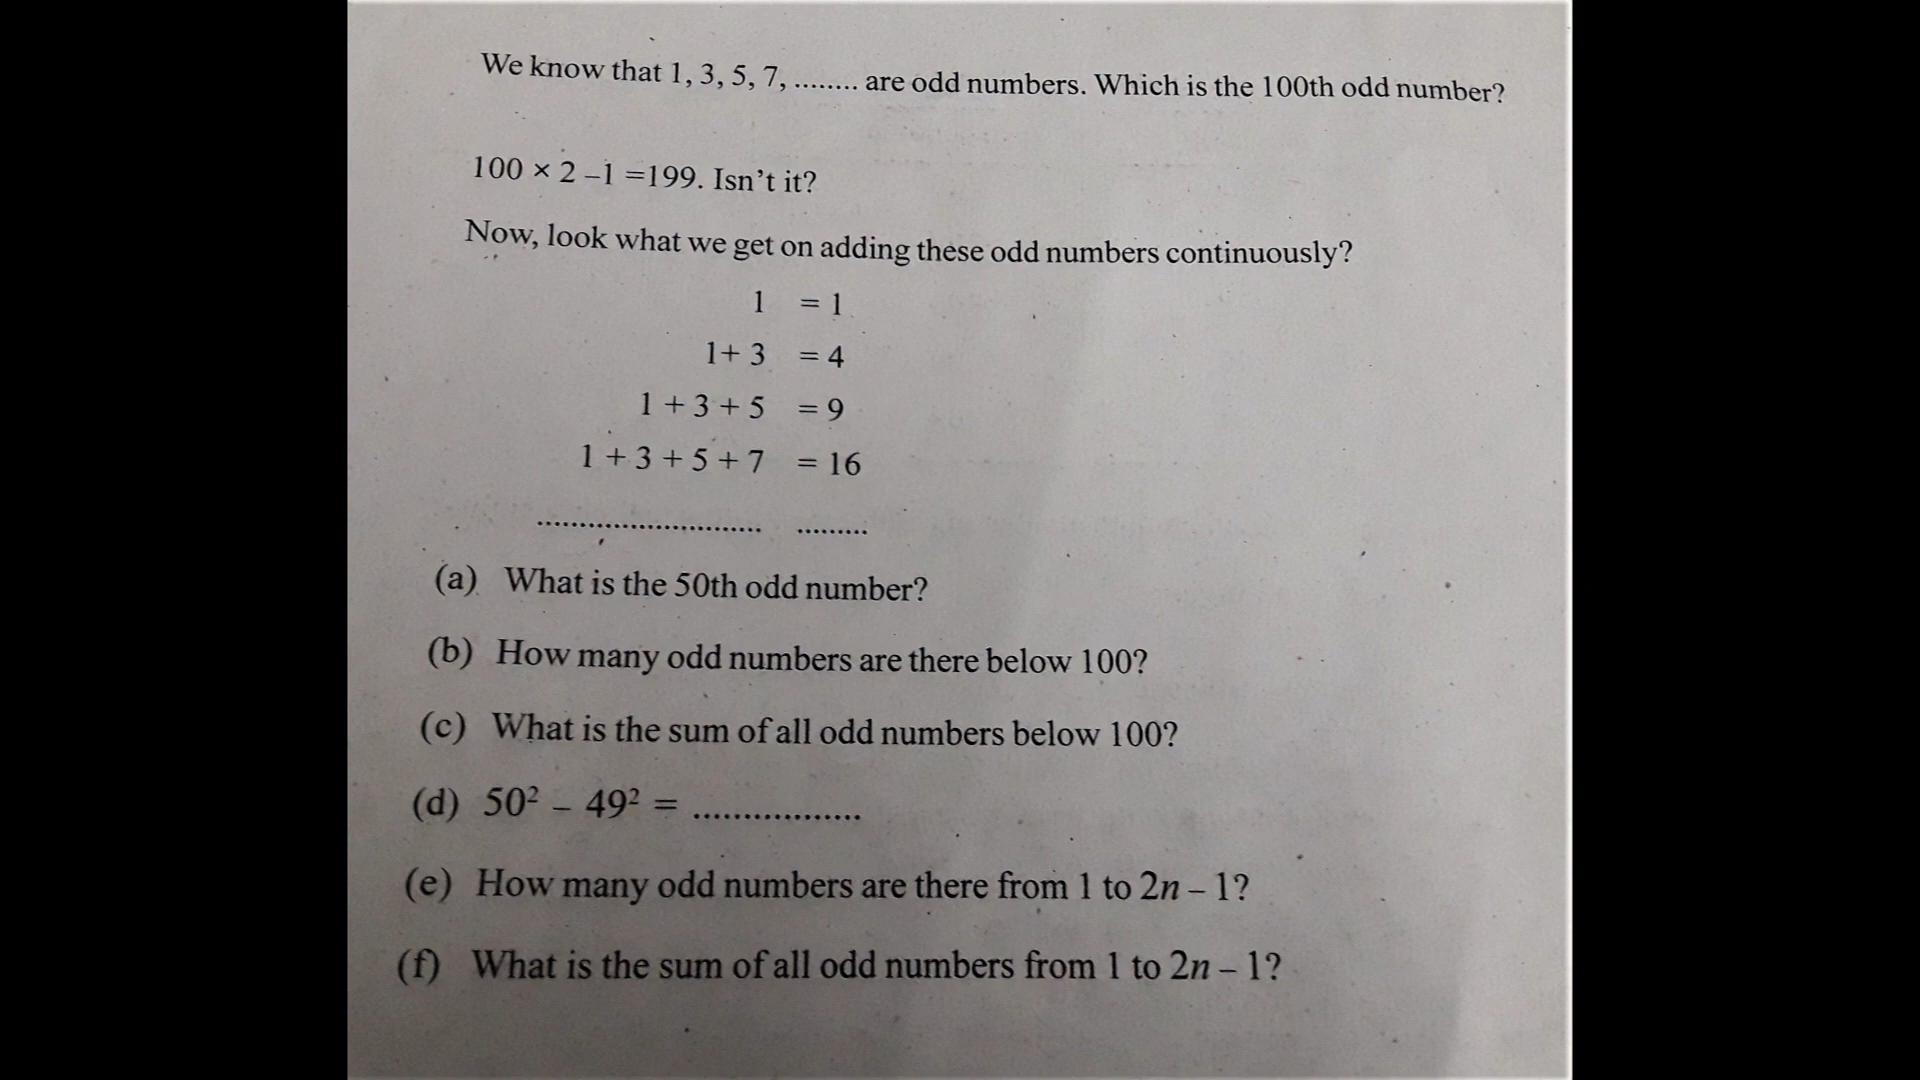 We know that 1, 3, 5, 7, ........ are odd numbers. Which is the 100th odd number?
100 × 2 –1 =199. Isn't it?
Now, look what we get on adding these odd numbers continuously?
1 = 1
1+ 3 = 4
1 + 3 + 5 = 9
1 + 3 + 5 + 7 = 16
.......................... .........
(a) What is the 50th odd number?
(b) How many odd numbers are there below 100?
(c) What is the sum of all odd numbers below 100?
(d) 50² – 49² = .................
(e) How many odd numbers are there from 1 to 2n – 1?
(f) What is the sum of all odd numbers from 1 to 2n – 1?